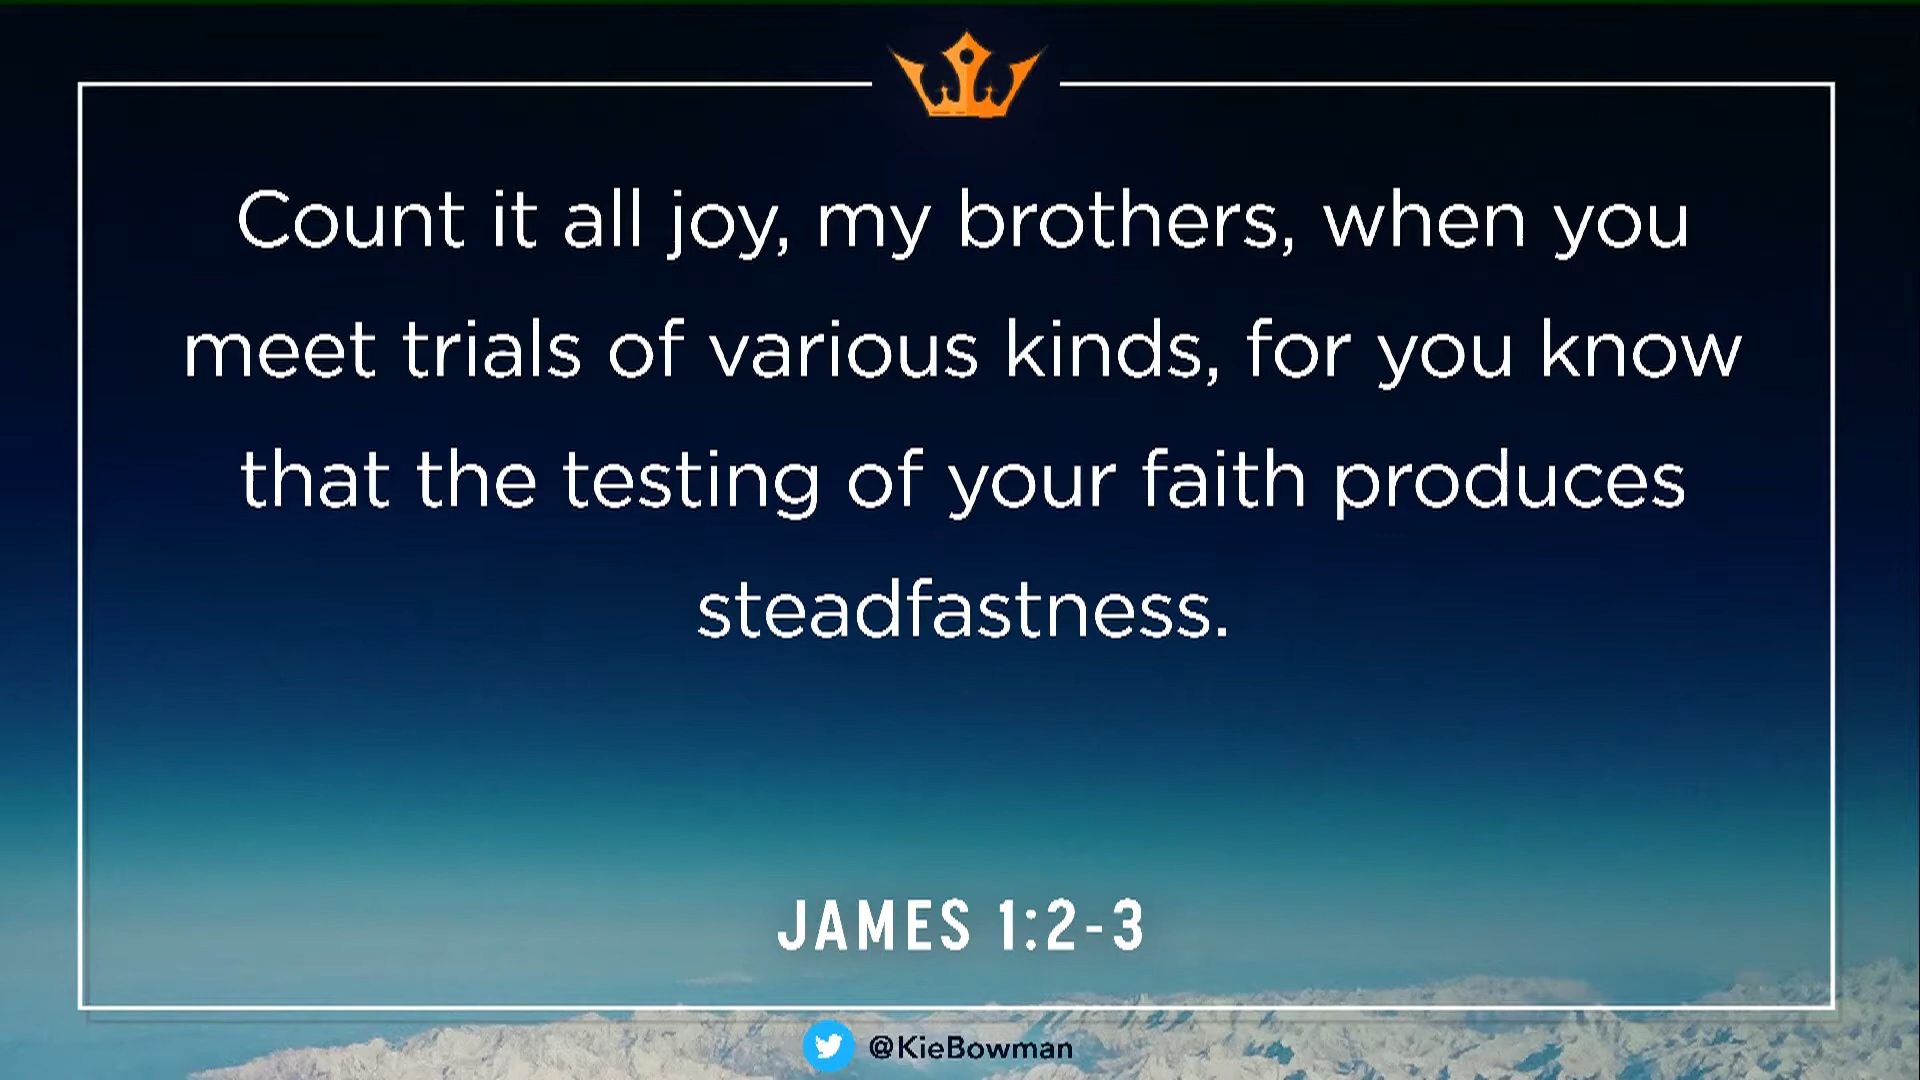 Count it all joy, my brothers, when you
meet trials of various kinds, for you know
that the testing of your faith produces
steadfastness.
JAMES 1:2-3
@KieBowman